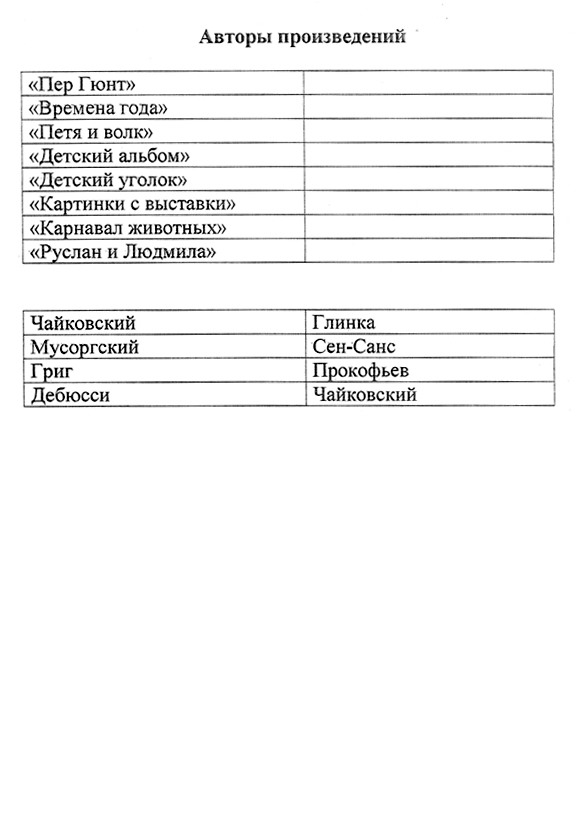 Авторы произведений
«Пер Гюнт»
«Времена года»
«Петя и волк»
«Детский альбом»
«Детский уголок»
«Картинки с выставки»
«Карнавал животных»
«Руслан и Людмила»
Чайковский Глинка
Мусоргский Сен-Санс
Григ Прокофьев
Дебюсси Чайковский